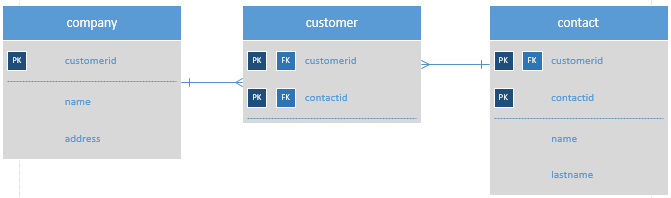 company
PK customerid
name
address
customer
PK FK customerid
PK FK contactid
contact
PK FK customerid
PK contactid
name
lastname